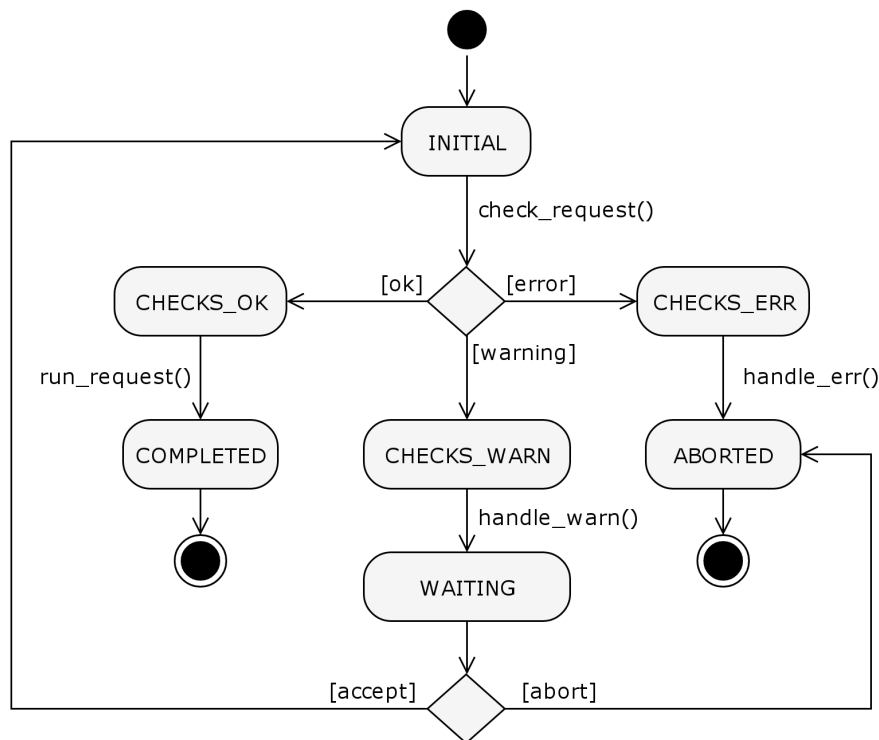 INITIAL
check_request()
[ok]
[error]
CHECKS_OK
CHECKS_ERR
[warning]
run_request()
handle_err()
COMPLETED
CHECKS_WARN
ABORTED
handle_warn()
WAITING
[accept]
[abort]